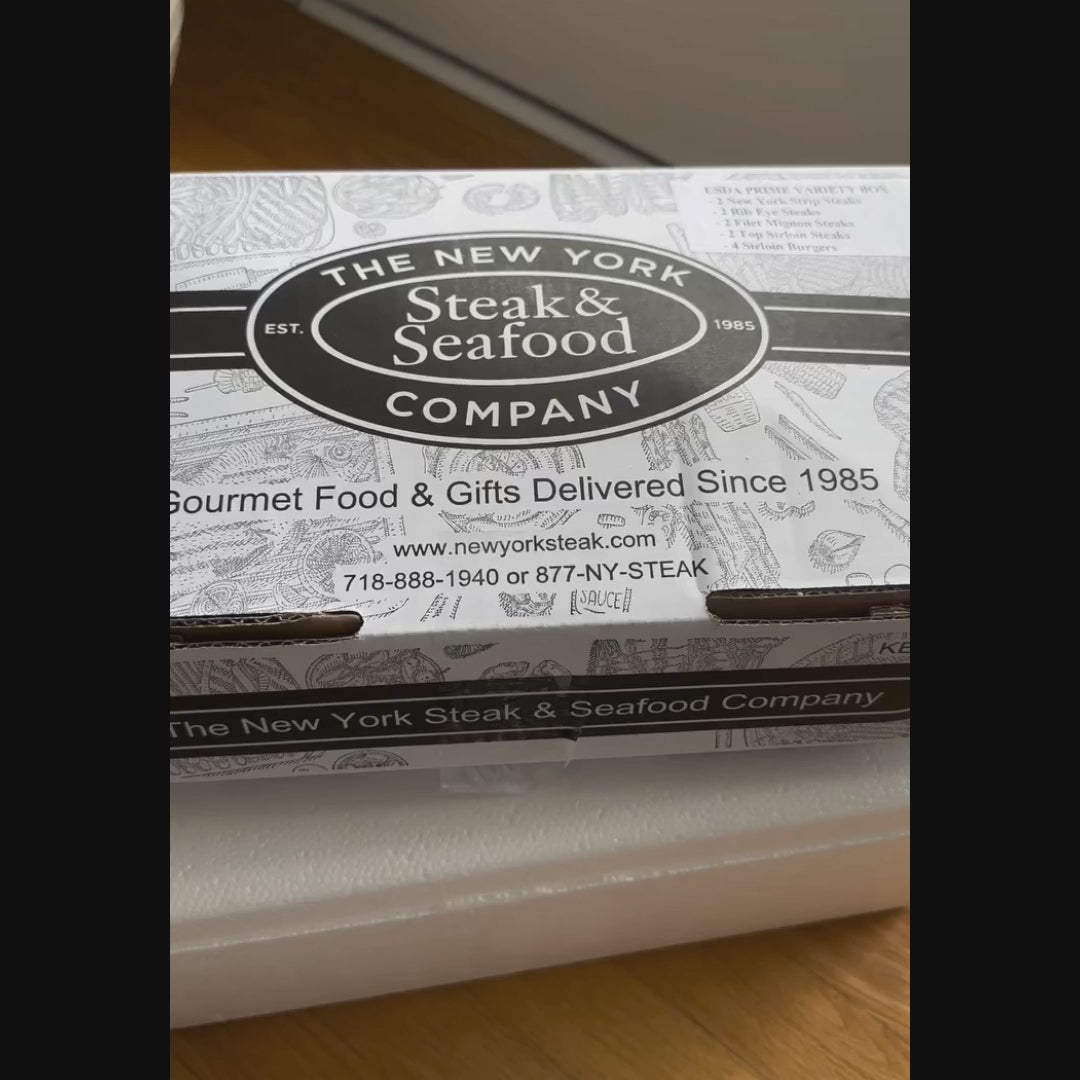 USDA PRIME VARIETY BOX
- 2 New York Strip Steaks
- 2 Rib Eye Steaks
- 2 Filet Mignon Steaks
- 2 Top Sirloin Steaks
- 4 Sirloin Burgers
THE NEW YORK
Steak &
Seafood
EST. 1985
COMPANY
Gourmet Food & Gifts Delivered Since 1985
www.newyorksteak.com
718-888-1940 or 877-NY-STEAK
SAUCE
KE
The New York Steak & Seafood Company